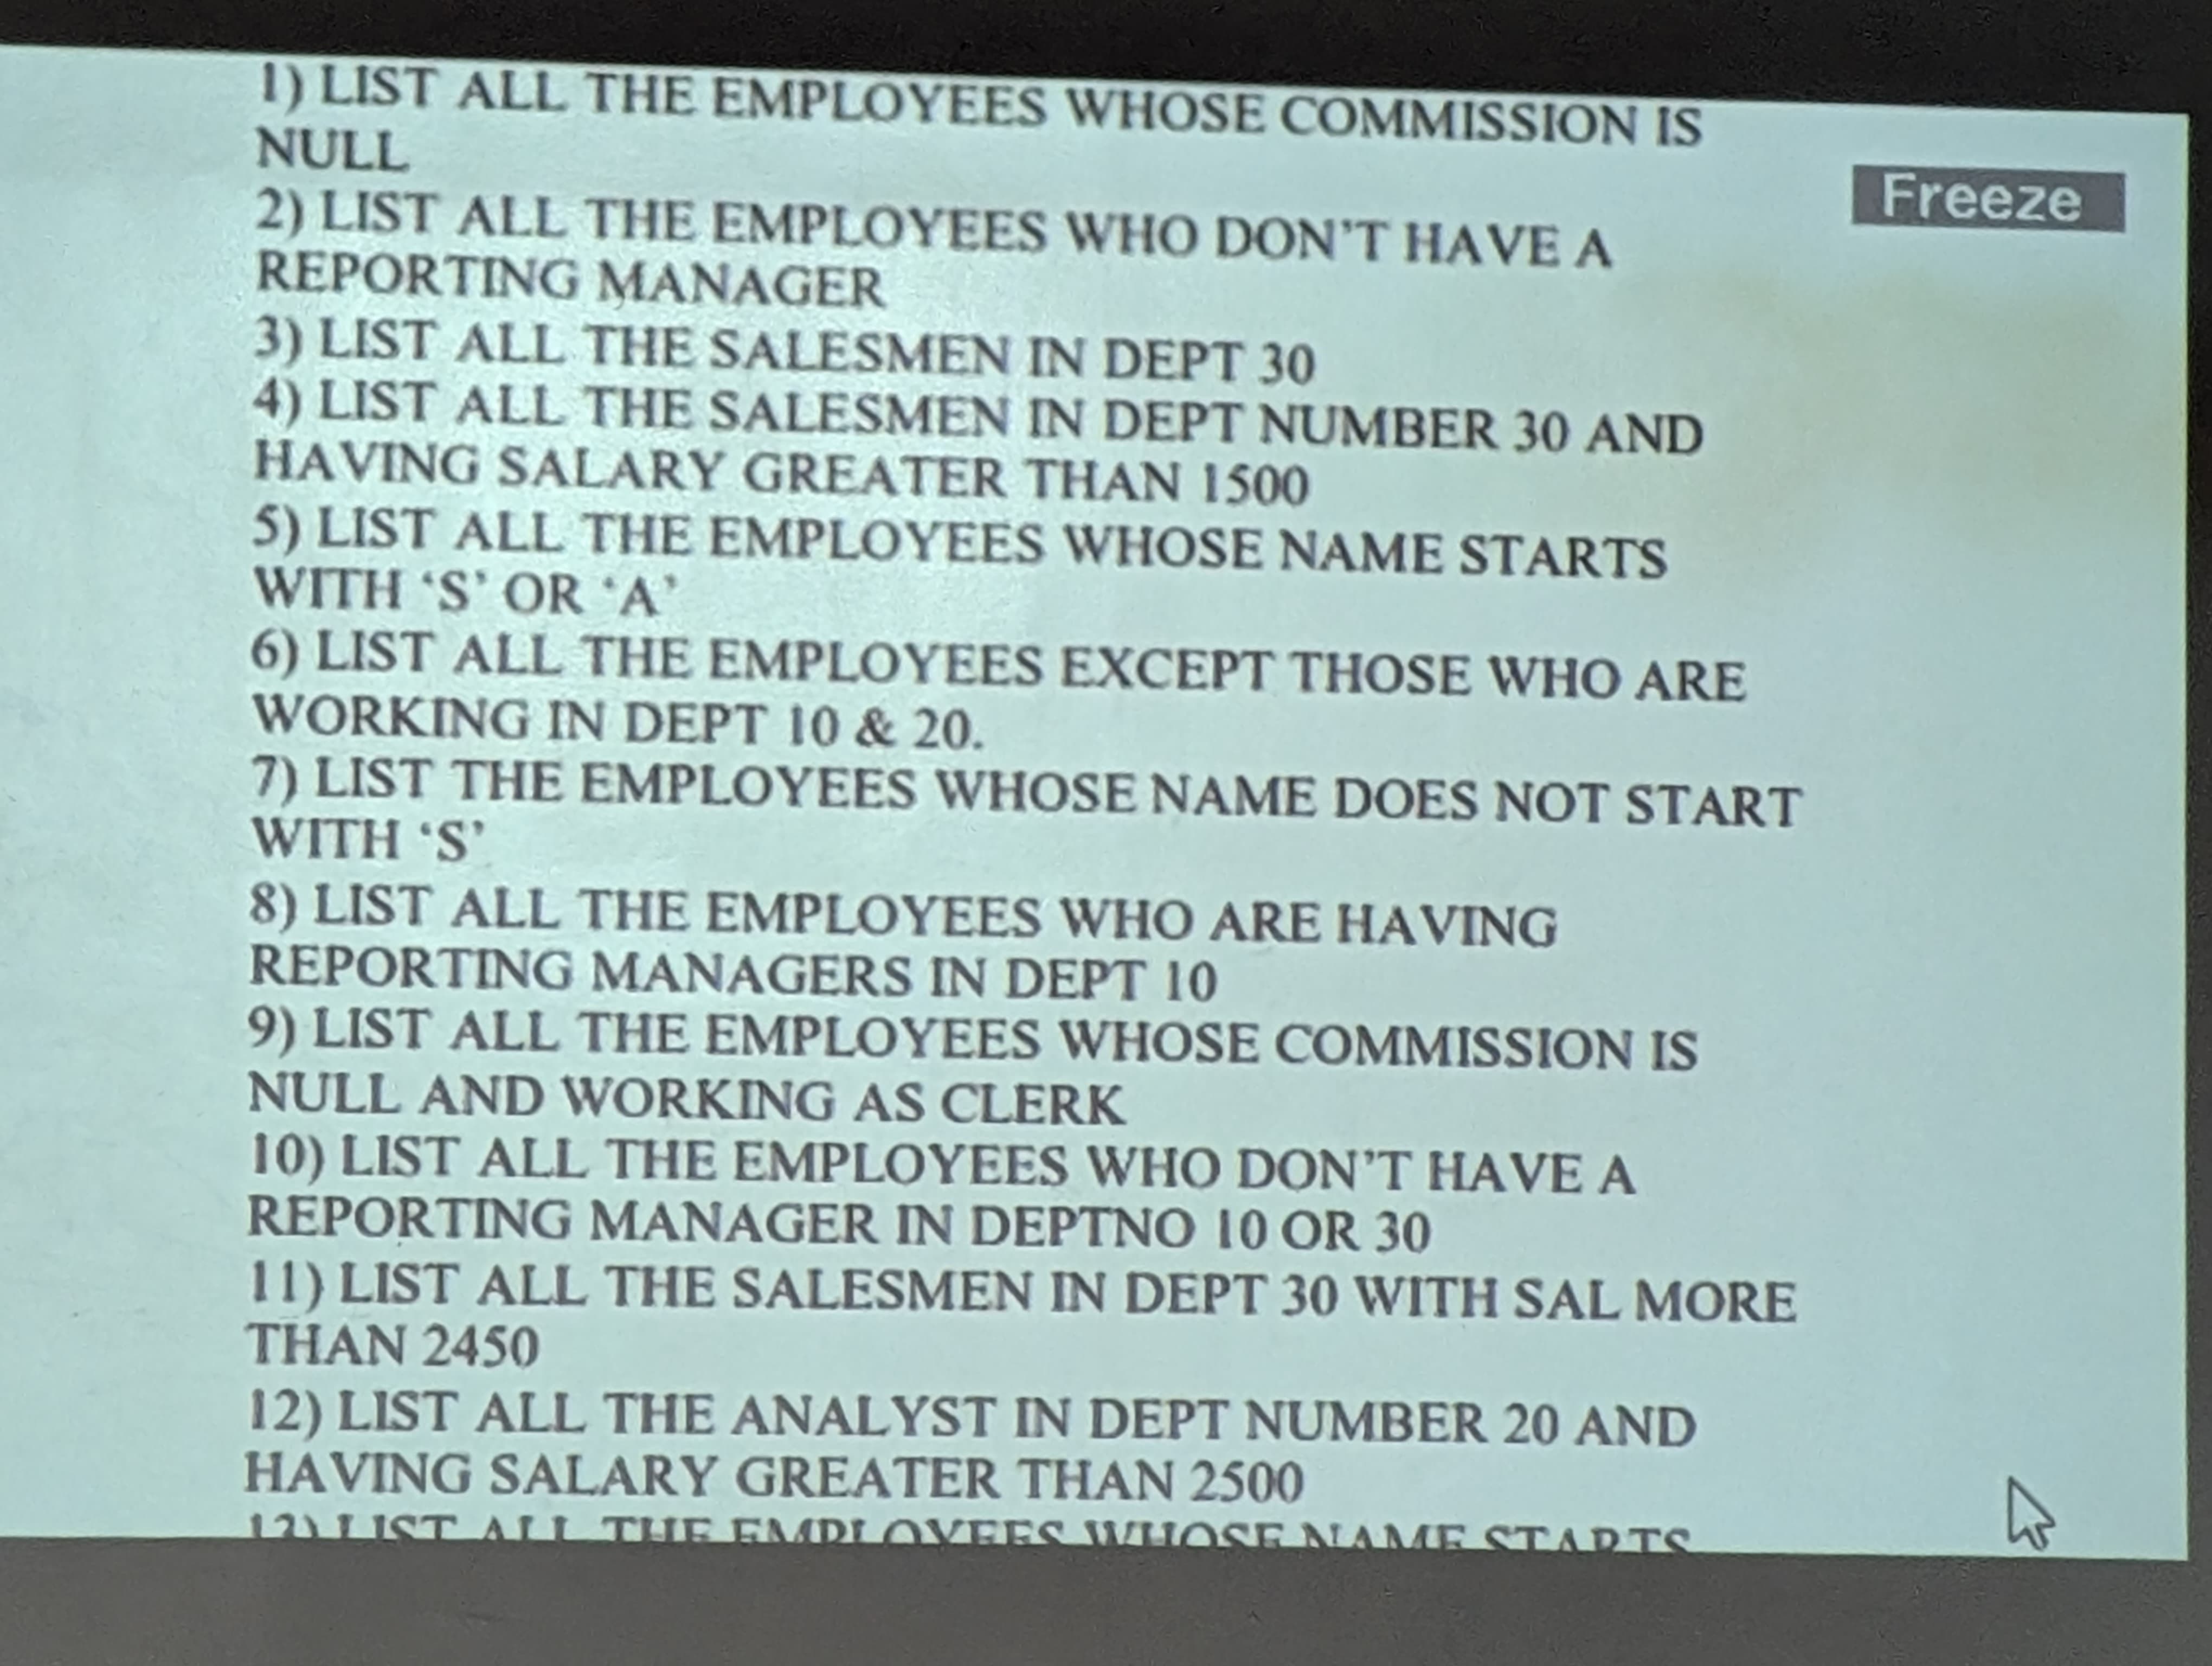 1) LIST ALL THE EMPLOYEES WHOSE COMMISSION IS
NULL
Freeze
2) LIST ALL THE EMPLOYEES WHO DON'T HAVE A
REPORTING MANAGER
3) LIST ALL THE SALESMEN IN DEPT 30
4) LIST ALL THE SALESMEN IN DEPT NUMBER 30 AND
HAVING SALARY GREATER THAN 1500
5) LIST ALL THE EMPLOYEES WHOSE NAME STARTS
WITH ‘S’ OR ‘A’
6) LIST ALL THE EMPLOYEES EXCEPT THOSE WHO ARE
WORKING IN DEPT 10 & 20.
7) LIST THE EMPLOYEES WHOSE NAME DOES NOT START
WITH ‘S’
8) LIST ALL THE EMPLOYEES WHO ARE HAVING
REPORTING MANAGERS IN DEPT 10
9) LIST ALL THE EMPLOYEES WHOSE COMMISSION IS
NULL AND WORKING AS CLERK
10) LIST ALL THE EMPLOYEES WHO DON'T HAVE A
REPORTING MANAGER IN DEPTNO 10 OR 30
11) LIST ALL THE SALESMEN IN DEPT 30 WITH SAL MORE
THAN 2450
12) LIST ALL THE ANALYST IN DEPT NUMBER 20 AND
HAVING SALARY GREATER THAN 2500
13) LIST ALL THE EMPLOYEES WHOSE NAME STARTS